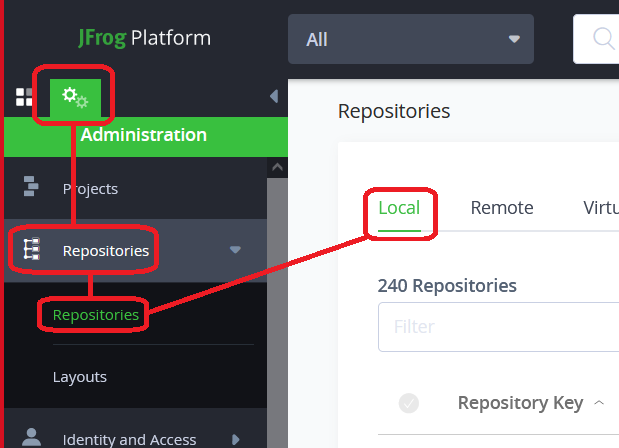 JFrog Platform
All
Administration
Projects
Repositories
Repositories
Layouts
Identity and Access
Repositories
Local
Remote
Virtu
240 Repositories
Filter
Repository Key